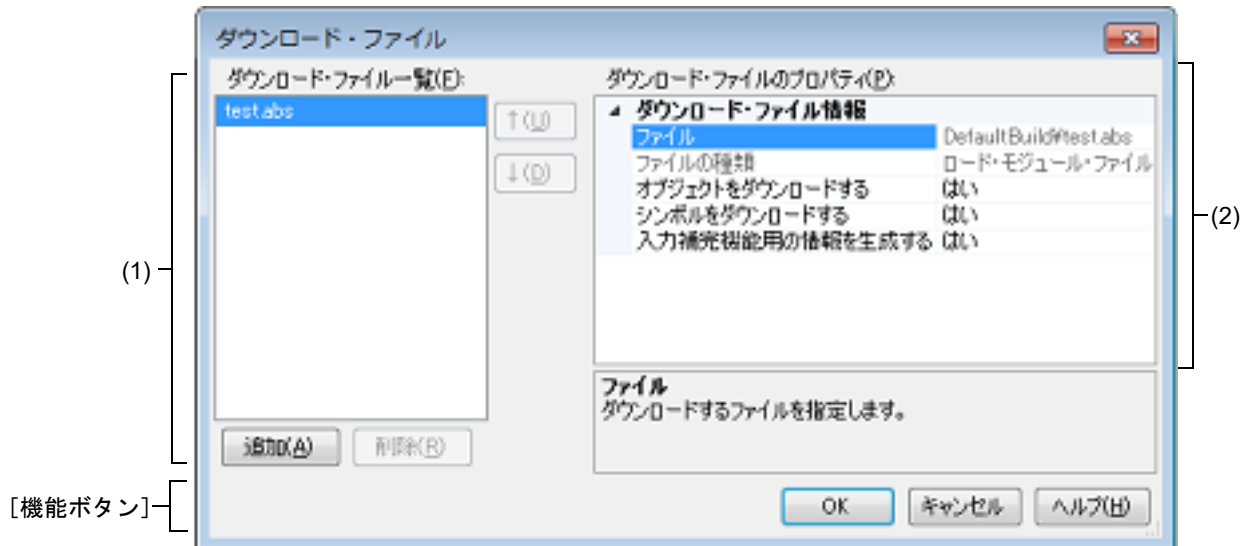 ダウンロード・ファイル
ダウンロード・ファイル一覧(F):
test.abs
↑(U)
↓(D)
追加(A)
削除(R)
ダウンロード・ファイルのプロパティ(P):
ダウンロード・ファイル情報
ファイル DefaultBuild¥test.abs
ファイルの種類 ロード・モジュール・ファイル
オブジェクトをダウンロードする はい
シンボルをダウンロードする はい
入力補完機能用の情報を生成する はい
ファイル
ダウンロードするファイルを指定します。
OK
キャンセル
ヘルプ(H)
(1)
(2)
[機能ボタン]